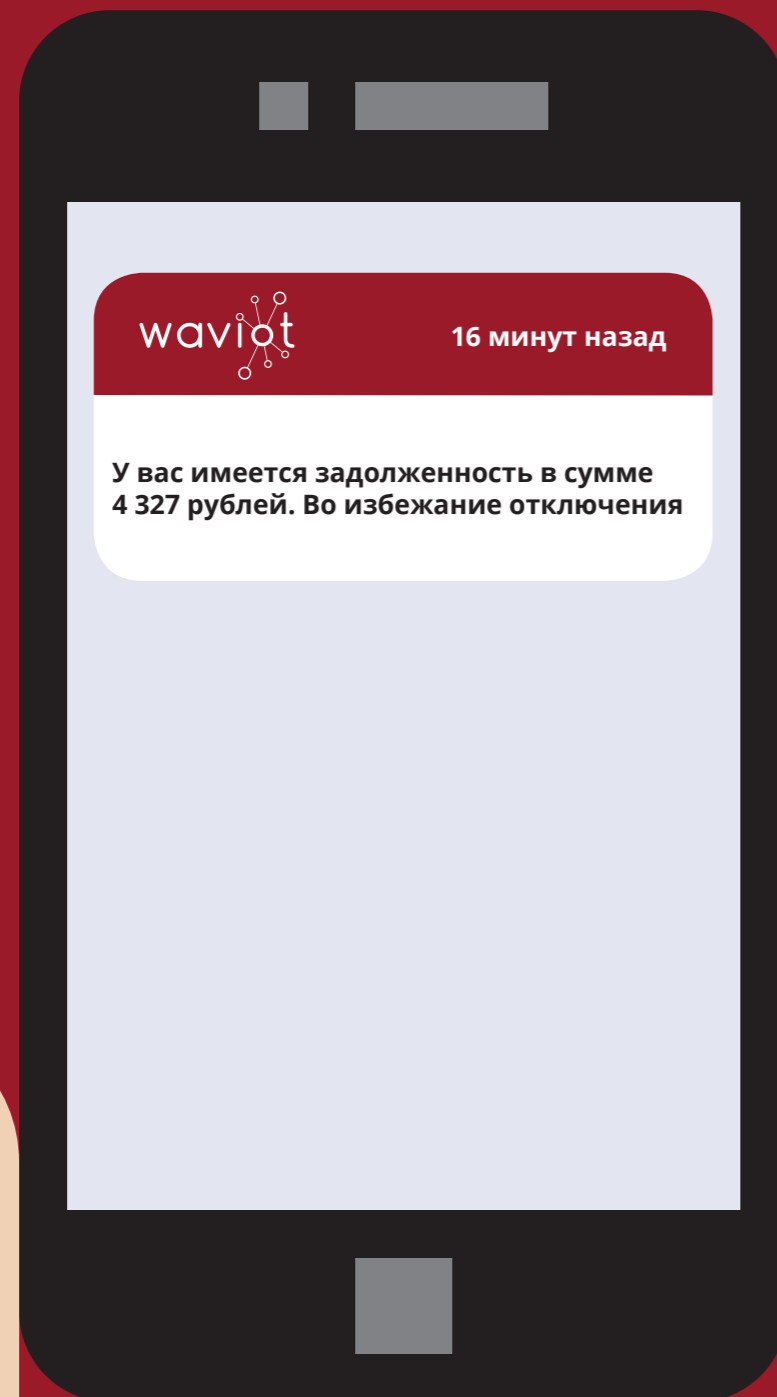 waviot
16 минут назад
У вас имеется задолженность в сумме
4 327 рублей. Во избежание отключения